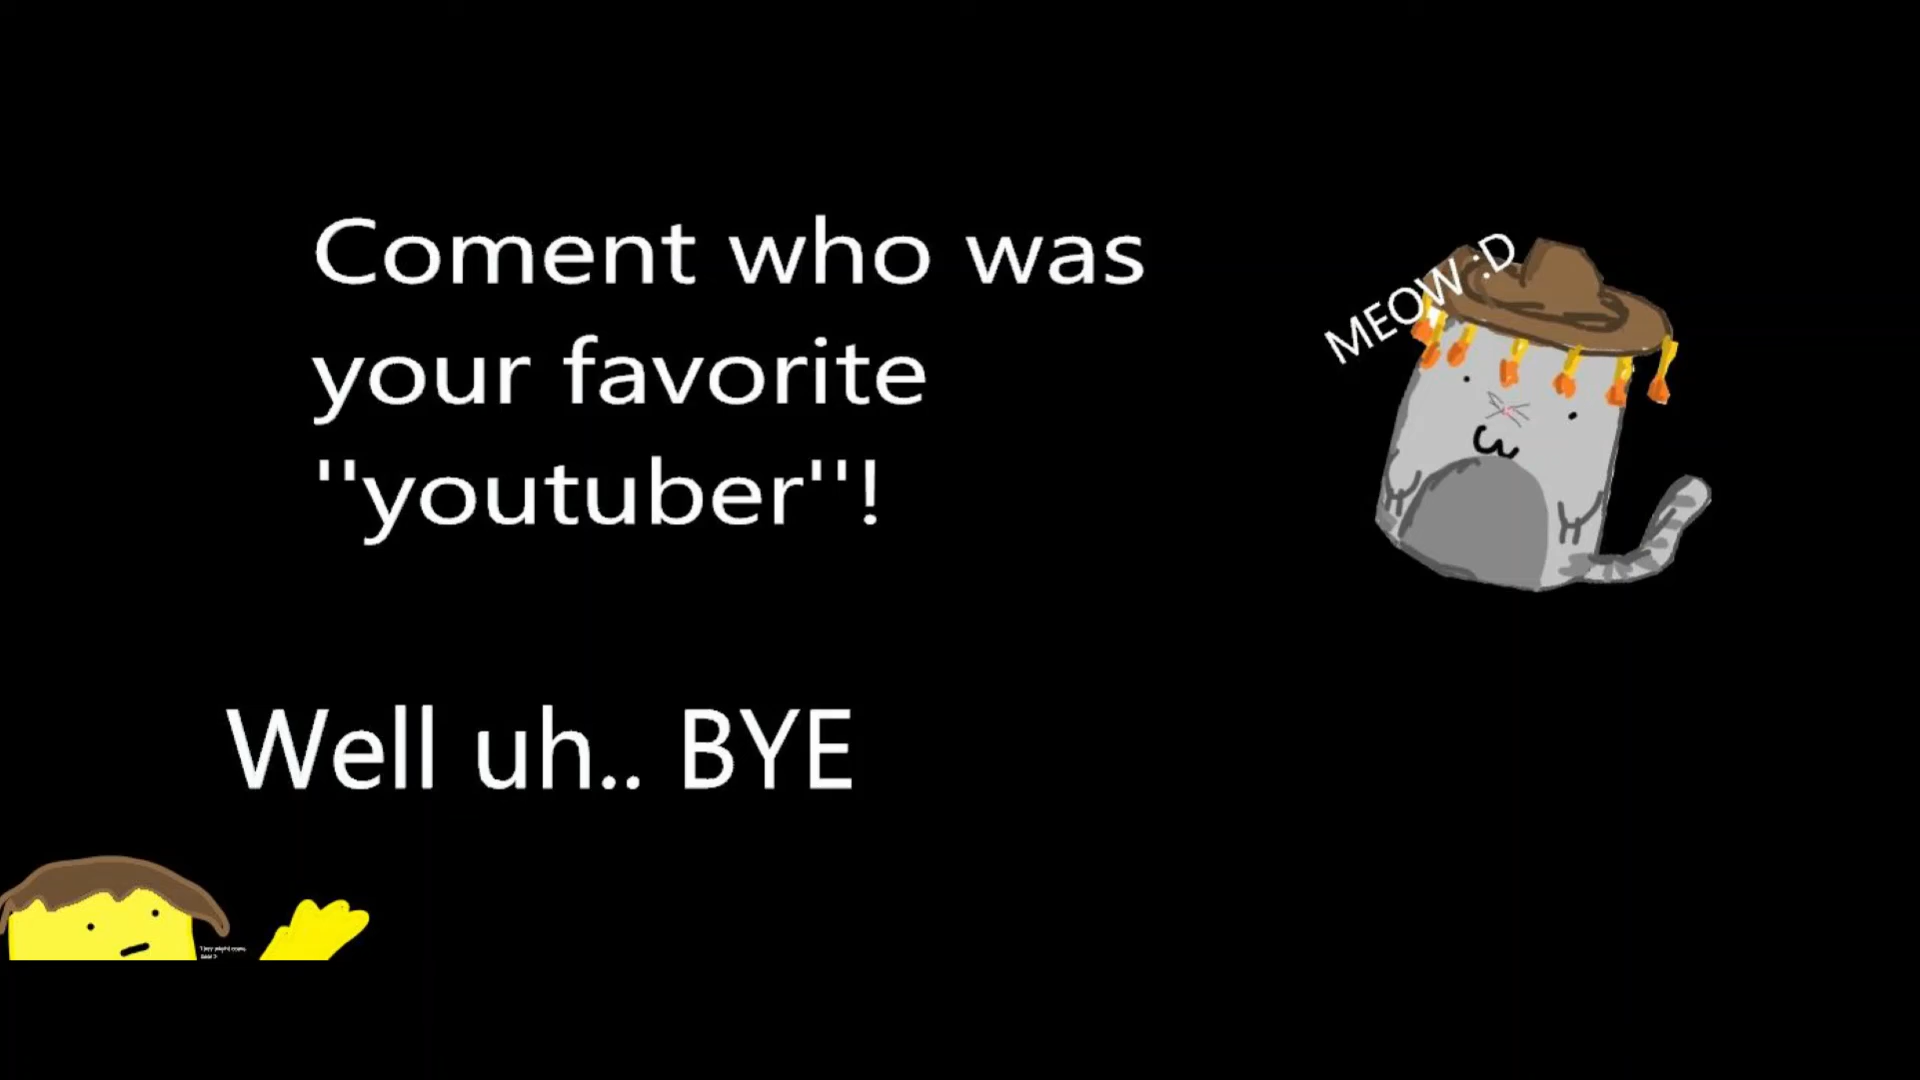 Coment who was
your favorite
"youtuber"!
MEOW :D
Well uh.. BYE